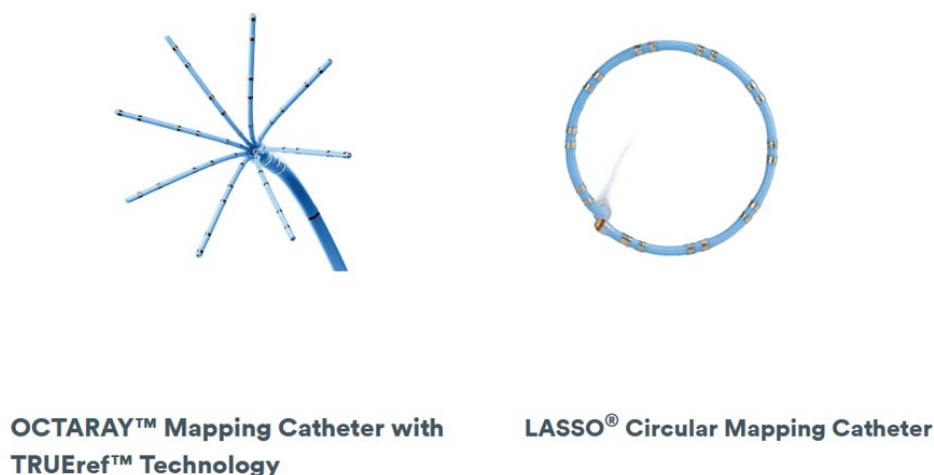 OCTARAY™ Mapping Catheter with
TRUEref™ Technology
LASSO® Circular Mapping Catheter